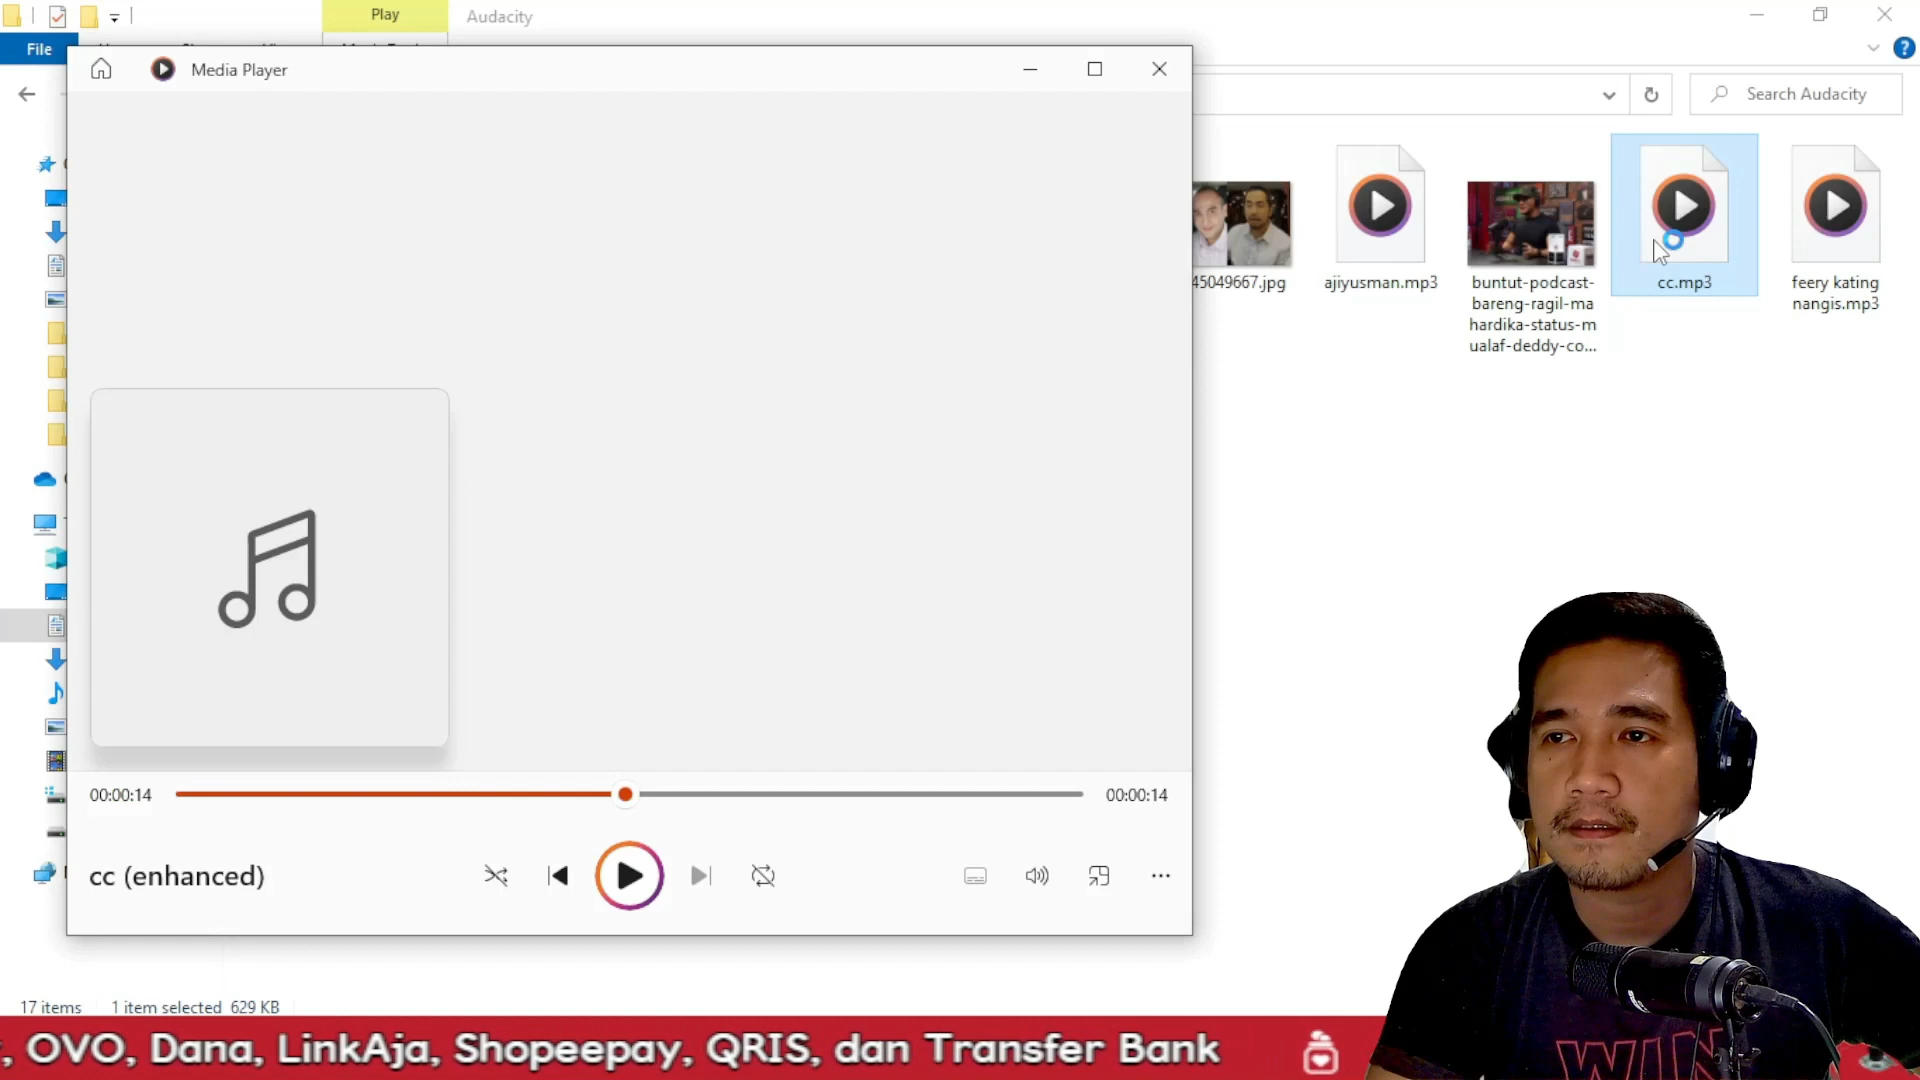 Play
Audacity
File
Media Player
Search Audacity
45049667.jpg
ajiyusman.mp3
buntut-podcast-
bareng-ragil-ma
hardika-status-m
ualaf-deddy-co...
cc.mp3
feery kating
nangis.mp3
00:00:14
00:00:14
cc (enhanced)
17 items
1 item selected 629 KB
, OVO, Dana, LinkAja, Shopeepay, QRIS, dan Transfer Bank
WIN